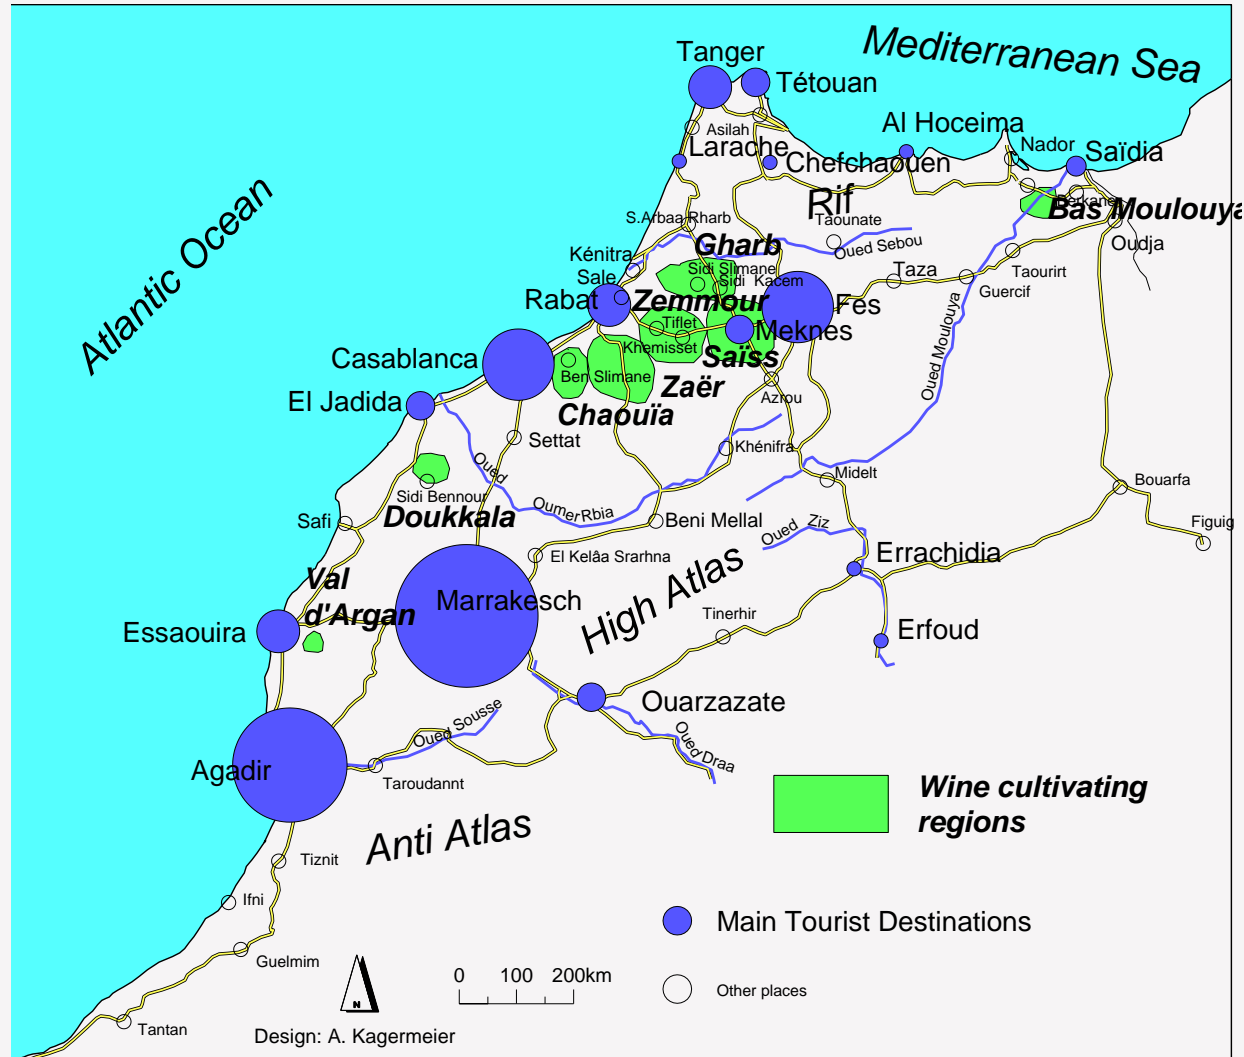 Tanger
Mediterranean Sea
Tétouan
Asilah
Al Hoceima
Larache
Chefchaouen
Nador
Saïdia
Atlantic Ocean
Rif
Berkane
Bas Moulouya
S.Arbaa Rharb
Taounate
Oued Sebou
Oudja
Gharb
Kénitra
Sidi Slimane
Sale
Sidi Kacem
Taza
Taourirt
Guercif
Rabat
Zemmour
Fes
Tiflet
Meknes
Khemisset
Saïss
Oued Moulouya
Casablanca
Ben Slimane
Zaër
El Jadida
Azrou
Chaouïa
Settat
Khénifra
Oued
Midelt
Sidi Bennour
Bouarfa
Doukkala
OumerRbia
Safi
Beni Mellal
Oued Ziz
Figuig
El Kelâa Srarhna
Errachidia
Val
d'Argan
Marrakesch
High Atlas
Tinerhir
Essaouira
Erfoud
Ouarzazate
Oued Sousse
Oued Draa
Agadir
Taroudannt
Wine cultivating
regions
Anti Atlas
Tiznit
Ifni
Main Tourist Destinations
Guelmim
0 100 200km
Other places
N
Tantan
Design: A. Kagermeier